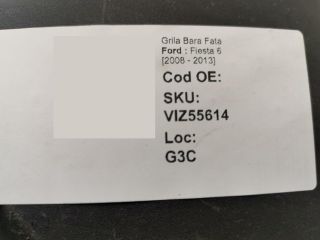 Grila Bara Fata
Ford : Fiesta 6
[2008 - 2013]
Cod OE:
SKU:
VIZ55614
Loc:
G3C